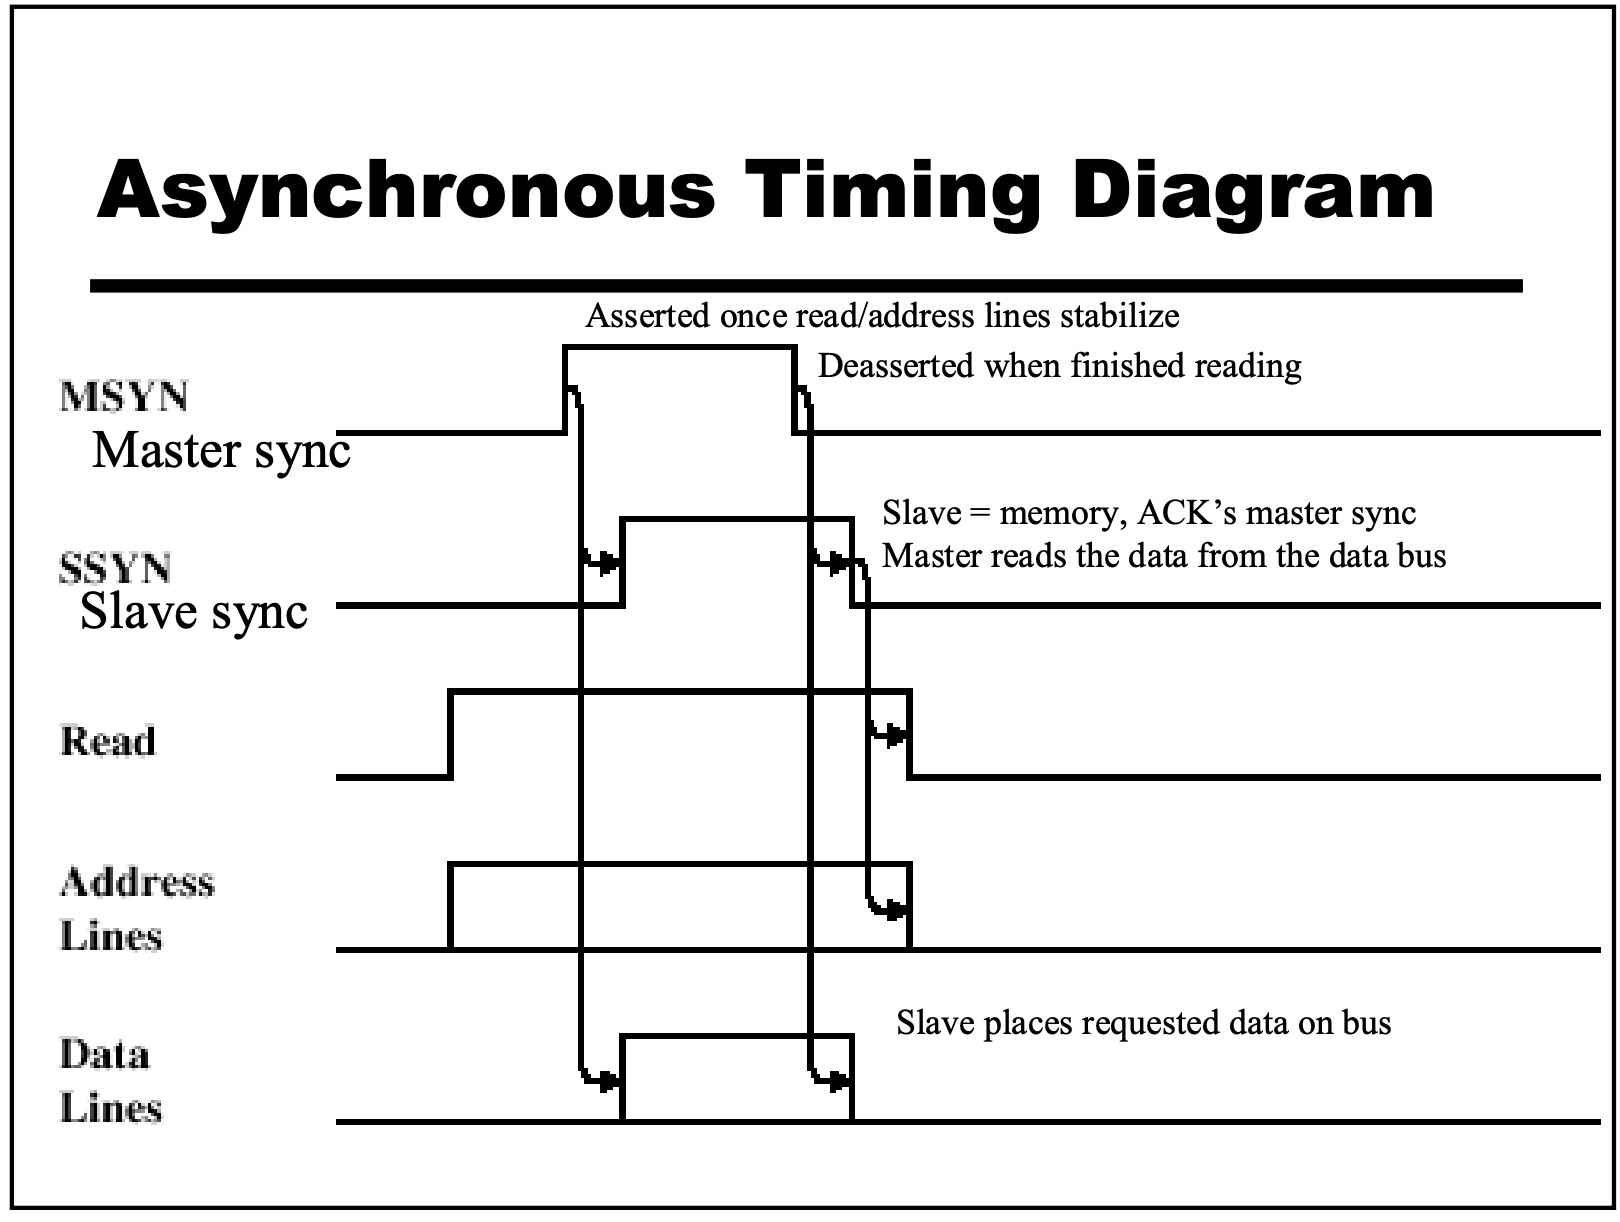 Asynchronous Timing Diagram
Asserted once read/address lines stabilize
Deasserted when finished reading
MSYN
Master sync
Slave = memory, ACK’s master sync
Master reads the data from the data bus
SSYN
Slave sync
Read
Address
Lines
Slave places requested data on bus
Data
Lines